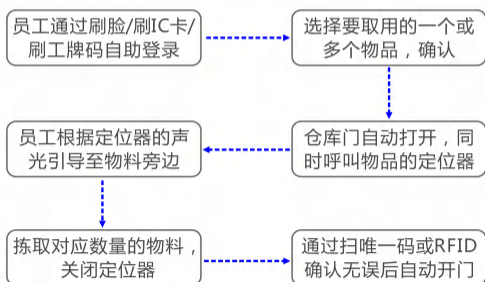 员工通过刷脸/刷IC卡/
刷工牌码自助登录
选择要取用的一个或
多个物品，确认
仓库门自动打开，同
时呼叫物品的定位器
员工根据定位器的声
光引导至物料旁边
拣取对应数量的物料，
关闭定位器
通过扫唯一码或RFID
确认无误后自动开门